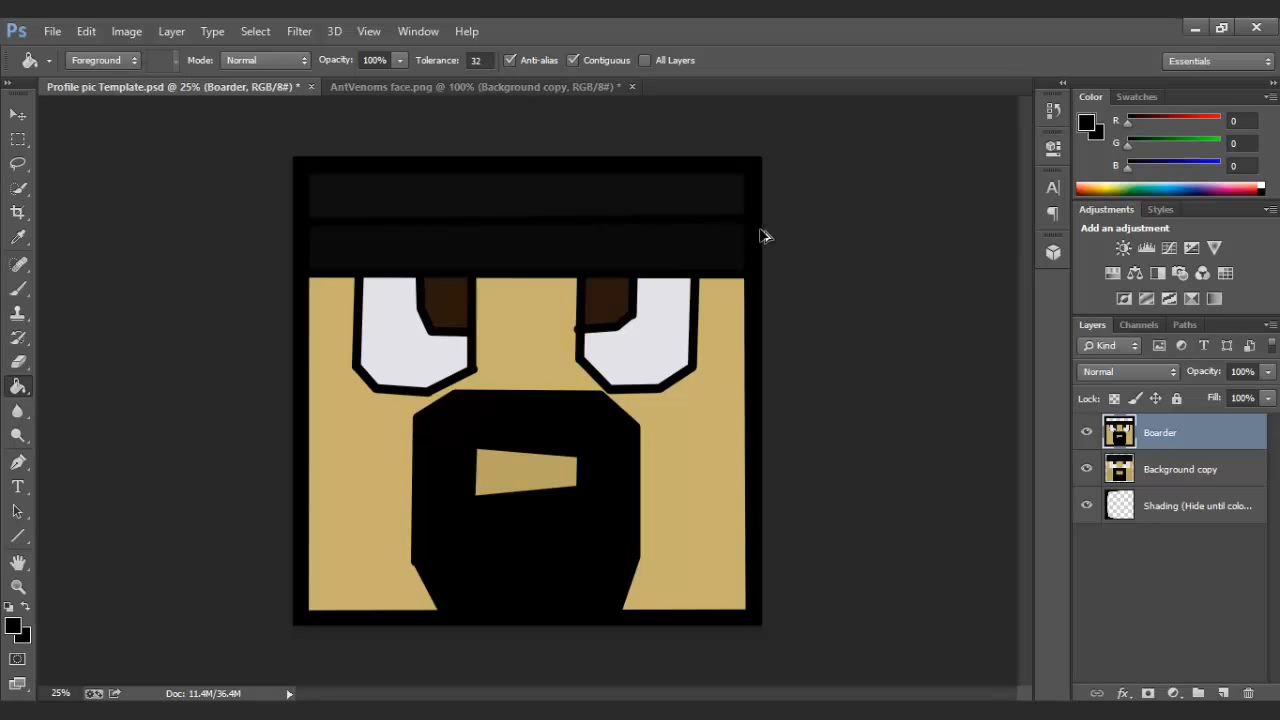 Ps File Edit Image Layer Type Select Filter 3D View Window Help
Foreground Mode: Normal Opacity: 100% Tolerance: 32 Anti-alias Contiguous All Layers Essentials
Profile pic Template.psd @ 25% (Boarder, RGB/8#) * × AntVenoms face.png @ 100% (Background copy, RGB/8#) * ×
Color Swatches
R 0
G 0
B 0
Adjustments Styles
Add an adjustment
Layers Channels Paths
Kind
Normal Opacity: 100%
Lock: Fill: 100%
Boarder
Background copy
Shading (Hide until colo...
25% Doc: 11.4M/36.4M